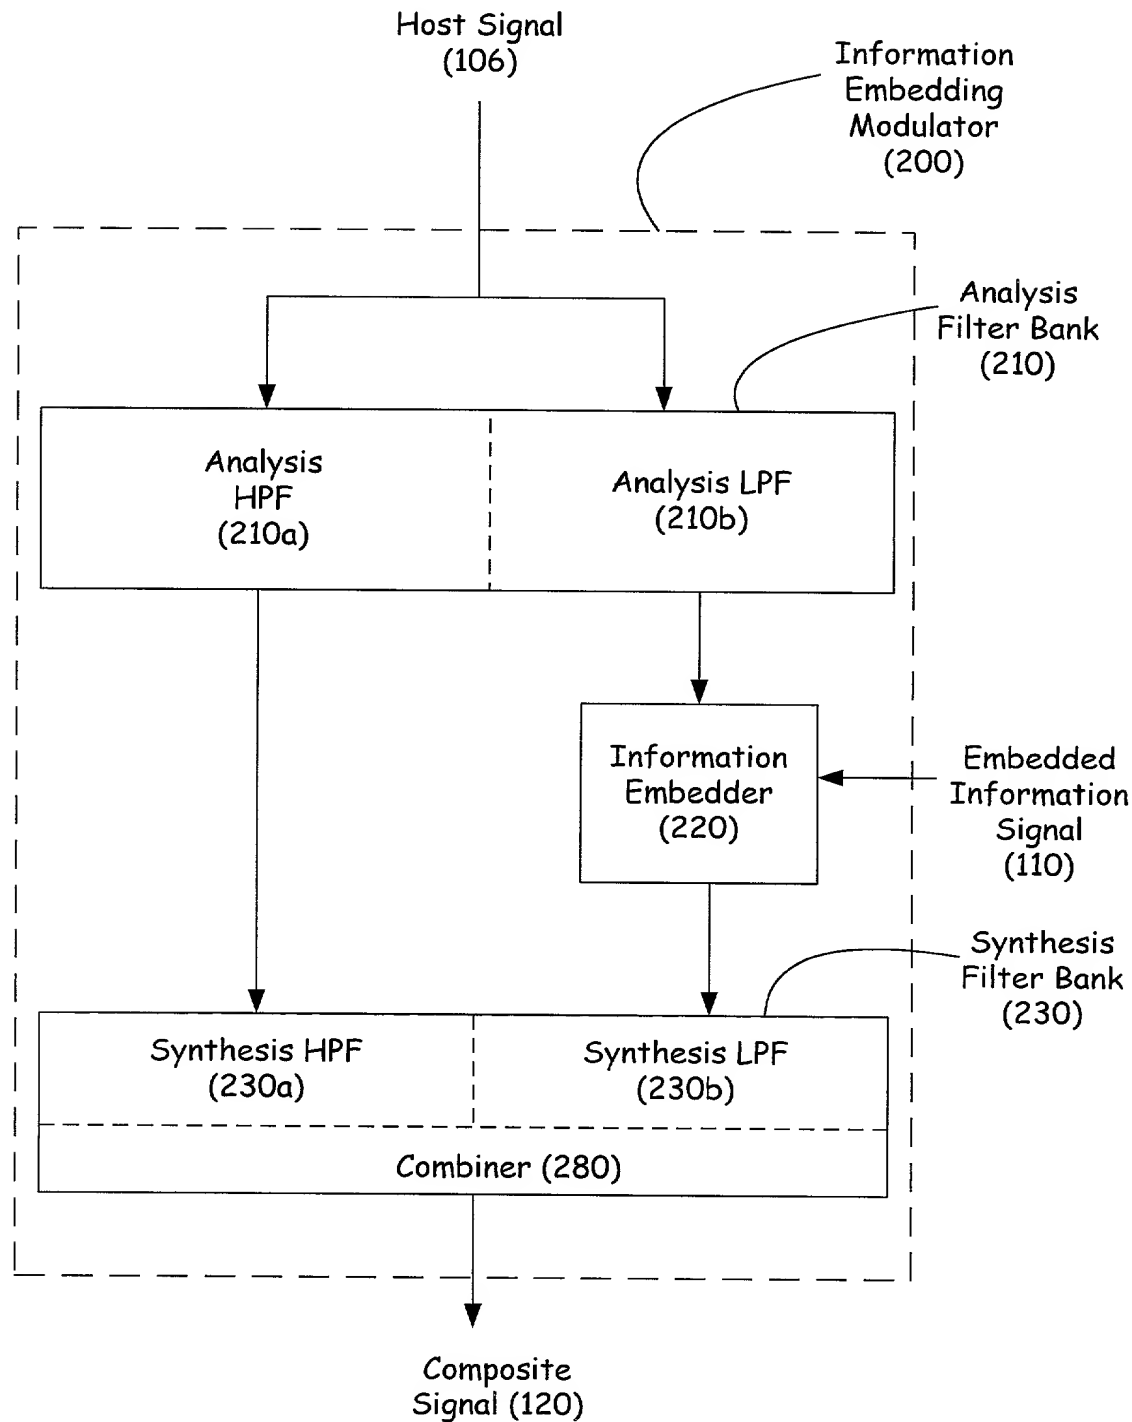 Host Signal
(106)
Information
Embedding
Modulator
(200)
Analysis
Filter Bank
(210)
Analysis
HPF
(210a)
Analysis LPF
(210b)
Information
Embedder
(220)
Embedded
Information
Signal
(110)
Synthesis
Filter Bank
(230)
Synthesis HPF
(230a)
Synthesis LPF
(230b)
Combiner (280)
Composite
Signal (120)